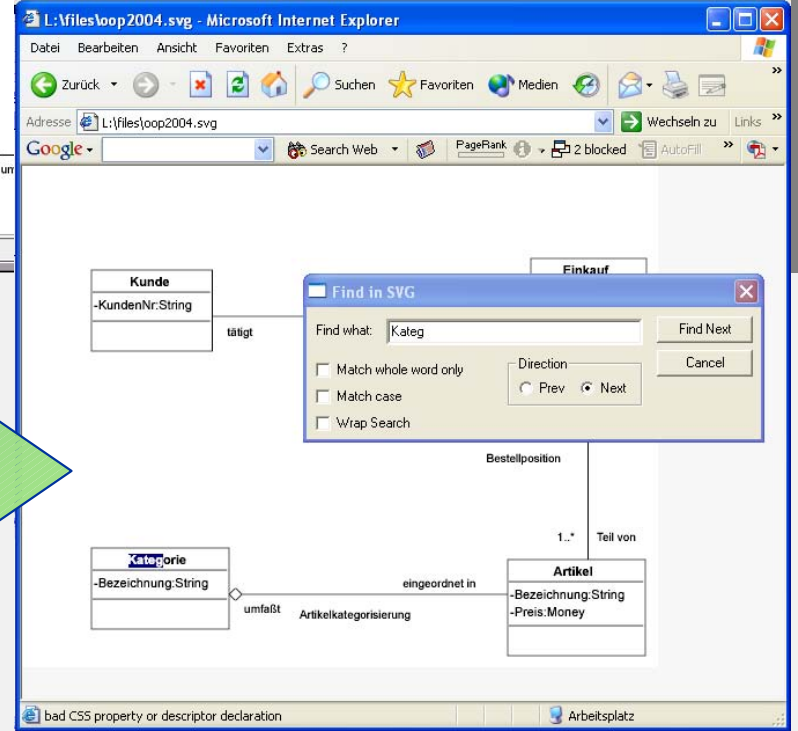 L:\files\oop2004.svg - Microsoft Internet Explorer
Datei Bearbeiten Ansicht Favoriten Extras ?
Zurück Suchen Favoriten Medien »
Adresse L:\files\oop2004.svg Wechseln zu Links »
Google Search Web PageRank 2 blocked AutoFill »
un
Einkauf
Kunde
-KundenNr:String
tätigt
Find in SVG
Find what: Kateg Find Next
Match whole word only Direction Cancel
Match case Prev Next
Wrap Search
Bestellposition
1..* Teil von
Kategorie
-Bezeichnung:String
Artikel
-Bezeichnung:String
-Preis:Money
eingeordnet in
umfaßt Artikelkategorisierung
bad CSS property or descriptor declaration Arbeitsplatz